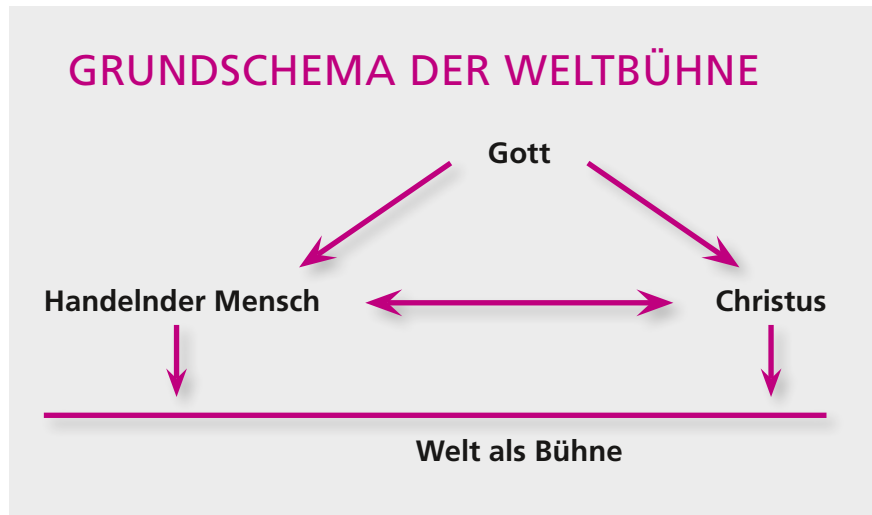 GRUNDSCHEMA DER WELTBÜHNE
Gott
Handelnder Mensch
Christus
Welt als Bühne